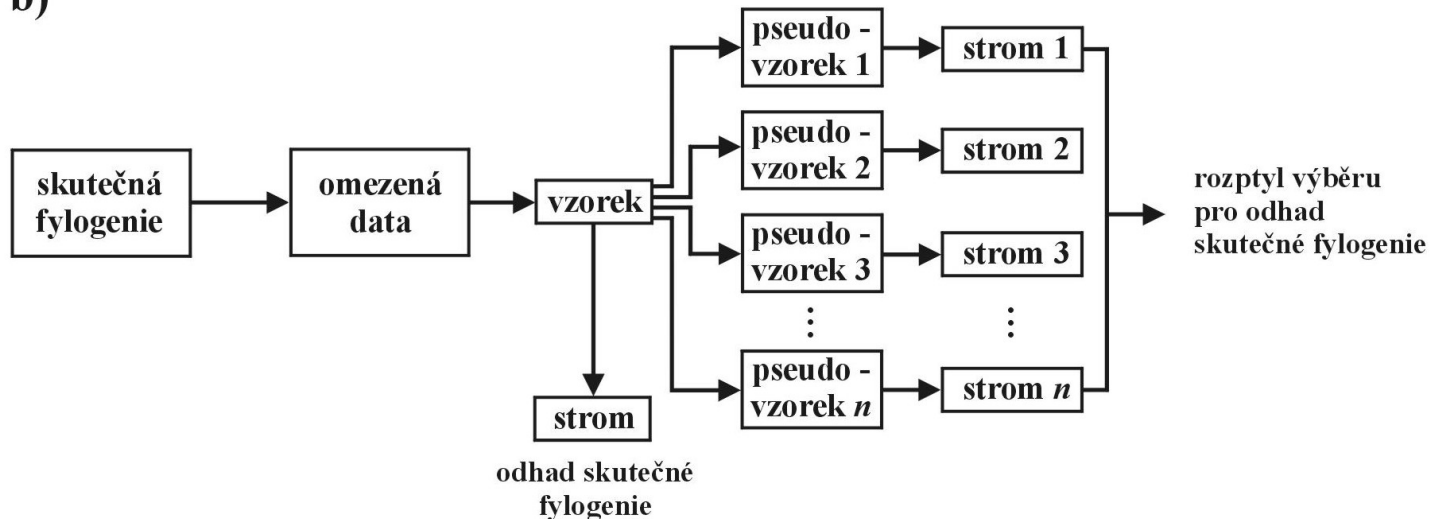 b)
skutečná
fylogenie
omezená
data
vzorek
strom
odhad skutečné
fylogenie
pseudo -
vzorek 1
strom 1
pseudo -
vzorek 2
strom 2
pseudo -
vzorek 3
strom 3
pseudo -
vzorek n
strom n
rozptyl výběru
pro odhad
skutečné fylogenie